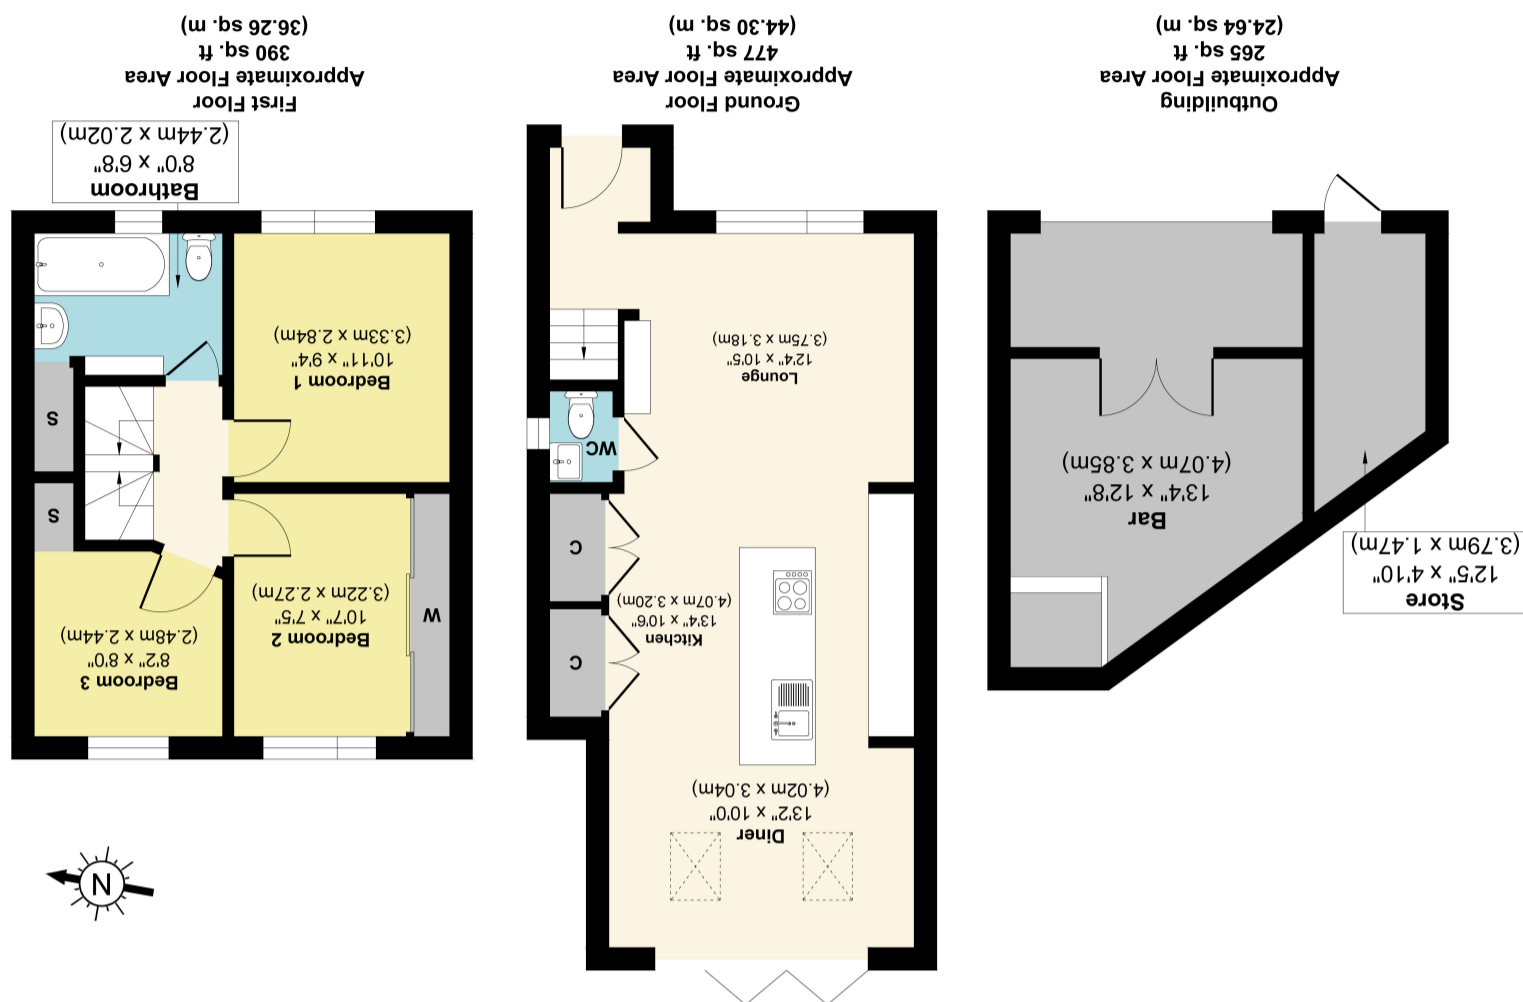 Store
12'5" x 4'10"
(3.79m x 1.47m)
Bar
13'4" x 12'8"
(4.07m x 3.85m)
Outbuilding
Approximate Floor Area
265 sq. ft
(24.64 sq. m)
Diner
13'2" x 10'0"
(4.02m x 3.04m)
Kitchen
13'4" x 10'6"
(4.07m x 3.20m)
C
C
WC
Lounge
12'4" x 10'5"
(3.75m x 3.18m)
Ground Floor
Approximate Floor Area
477 sq. ft
(44.30 sq. m)
N
Bedroom 3
8'2" x 8'0"
(2.48m x 2.44m)
Bedroom 2
10'7" x 7'5"
(3.22m x 2.27m)
W
S
S
Bedroom 1
10'11" x 9'4"
(3.33m x 2.84m)
Bathroom
8'0" x 6'8"
(2.44m x 2.02m)
First Floor
Approximate Floor Area
390 sq. ft
(36.26 sq. m)